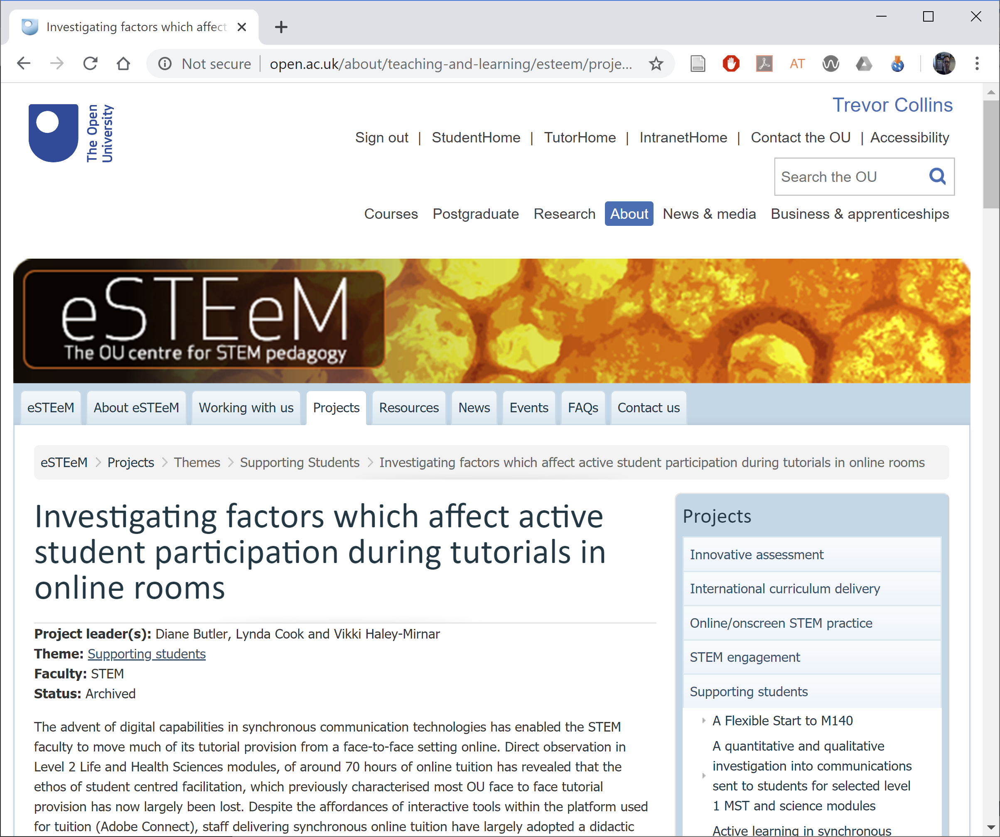 Investigating factors which affect
Not secure
open.ac.uk/about/teaching-and-learning/esteem/proje...
AT
The Open
University
Trevor Collins
Sign out | StudentHome | TutorHome | IntranetHome | Contact the OU | Accessibility
Search the OU
Courses Postgraduate Research About News & media Business & apprenticeships
eSTEeM
The OU centre for STEM pedagogy
eSTEeM About eSTEeM Working with us Projects Resources News Events FAQs Contact us
eSTEeM > Projects > Themes > Supporting Students > Investigating factors which affect active student participation during tutorials in online rooms
Investigating factors which affect active
student participation during tutorials in
online rooms
Project leader(s): Diane Butler, Lynda Cook and Vikki Haley-Mirnar
Theme: Supporting students
Faculty: STEM
Status: Archived
The advent of digital capabilities in synchronous communication technologies has enabled the STEM
faculty to move much of its tutorial provision from a face-to-face setting online. Direct observation in
Level 2 Life and Health Sciences modules, of around 70 hours of online tuition has revealed that the
ethos of student centred facilitation, which previously characterised most OU face to face tutorial
provision has now largely been lost. Despite the affordances of interactive tools within the platform used
for tuition (Adobe Connect), staff delivering synchronous online tuition have largely adopted a didactic
Projects
Innovative assessment
International curriculum delivery
Online/onscreen STEM practice
STEM engagement
Supporting students
A Flexible Start to M140
A quantitative and qualitative
investigation into communications
sent to students for selected level
1 MST and science modules
Active learning in synchronous